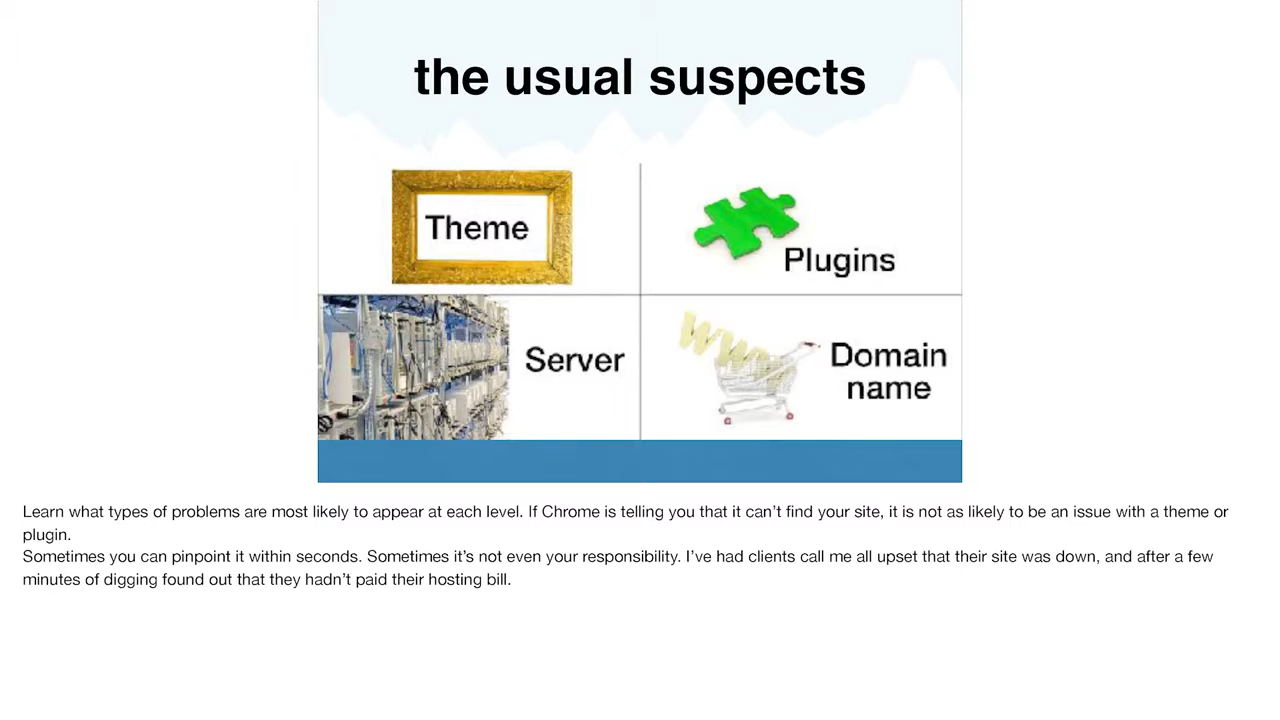 the usual suspects
Theme
Plugins
Server
www
Domain
name
Learn what types of problems are most likely to appear at each level. If Chrome is telling you that it can’t find your site, it is not as likely to be an issue with a theme or
plugin.
Sometimes you can pinpoint it within seconds. Sometimes it’s not even your responsibility. I’ve had clients call me all upset that their site was down, and after a few
minutes of digging found out that they hadn’t paid their hosting bill.